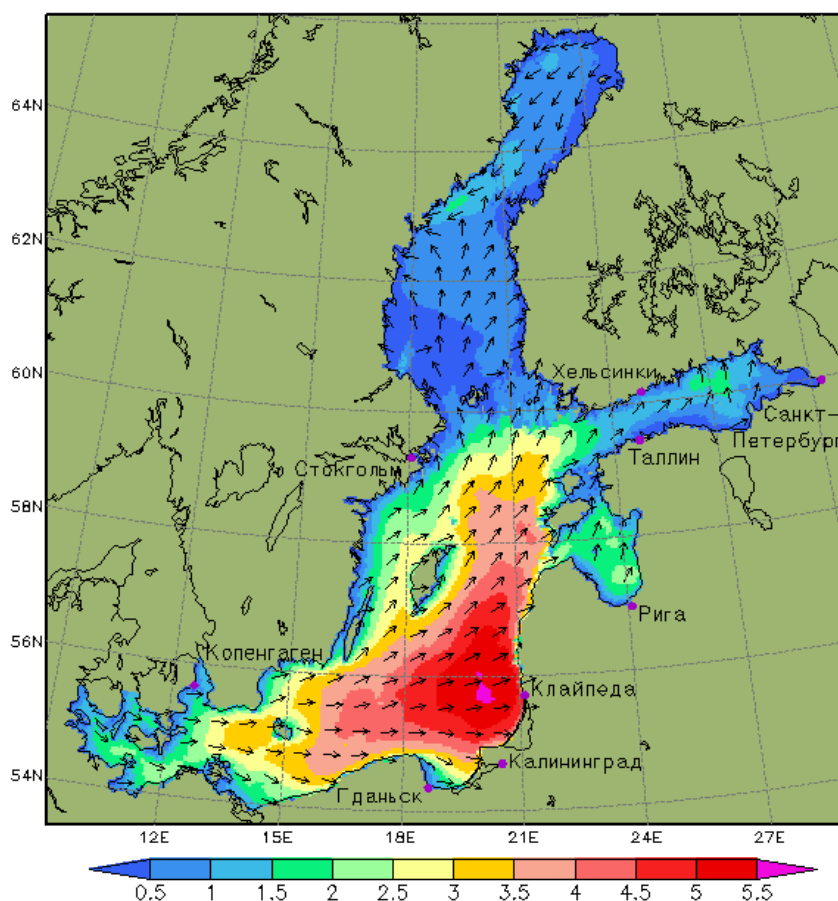 64N
62N
60N
58N
56N
54N
Хельсинки
Санкт-
Петербург
Таллин
Стокгольм
Рига
Копенгаген
Клайпеда
Калининград
Гданьск
12E 15E 18E 21E 24E 27E
0.5 1 1.5 2 2.5 3 3.5 4 4.5 5 5.5